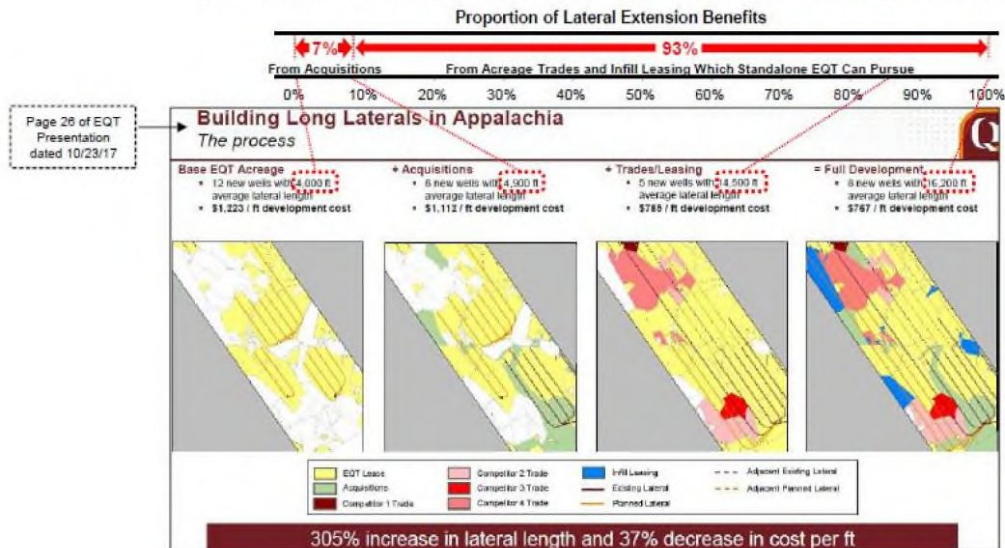 Proportion of Lateral Extension Benefits
7%
93%
From Acquisitions
From Acreage Trades and Infill Leasing Which Standalone EQT Can Pursue
0% 10% 20% 30% 40% 50% 60% 70% 80% 90% 100%
Page 26 of EQT
Presentation
dated 10/23/17
Building Long Laterals in Appalachia
The process
Q
Base EQT Acreage
• 12 new wells with 4,000 ft
average lateral length
• $1,223 / ft development cost
+ Acquisitions
• 6 new wells with 4,900 ft
average lateral length
• $1,112 / ft development cost
+ Trades/Leasing
• 5 new wells with 14,500 ft
average lateral length
• $785 / ft development cost
= Full Development
• 8 new wells with 16,200 ft
average lateral length
• $767 / ft development cost
EQT Lease
Acquisitions
Competitor 1 Trade
Competitor 2 Trade
Competitor 3 Trade
Competitor 4 Trade
Infill Leasing
Existing Lateral
Planned Lateral
Adjacent Existing Lateral
Adjacent Planned Lateral
305% increase in lateral length and 37% decrease in cost per ft